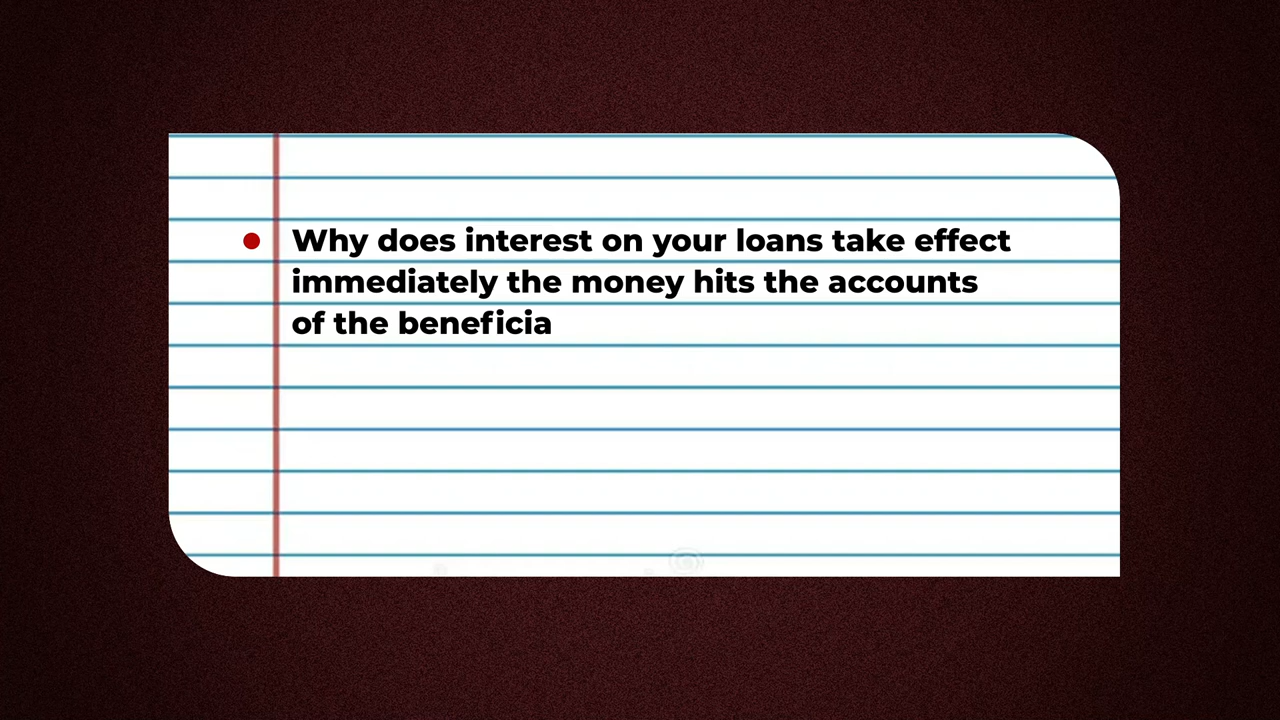 Why does interest on your loans take effect
immediately the money hits the accounts
of the beneficia